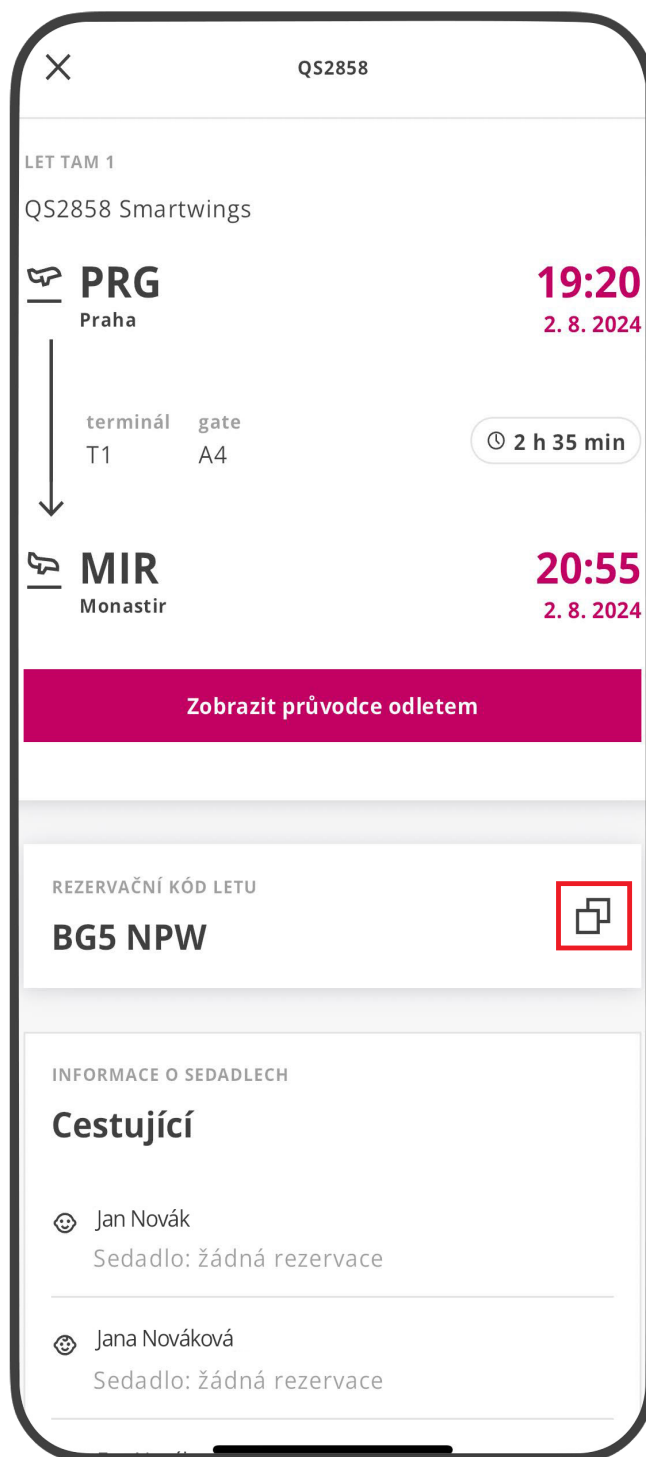 QS2858
LET TAM 1
QS2858 Smartwings
PRG 19:20
Praha 2. 8. 2024
terminál gate
T1 A4 2 h 35 min
MIR 20:55
Monastir 2. 8. 2024
Zobrazit průvodce odletem
REZERVAČNÍ KÓD LETU
BG5 NPW
INFORMACE O SEDADLECH
Cestující
Jan Novák
Sedadlo: žádná rezervace
Jana Nováková
Sedadlo: žádná rezervace